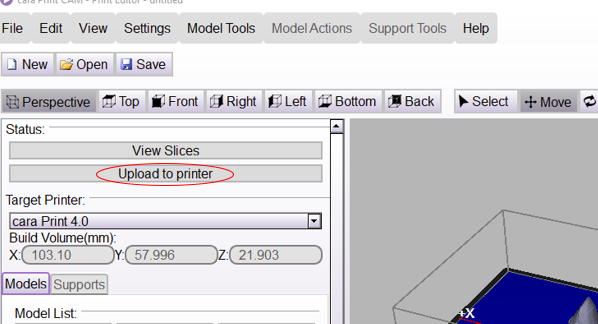 cara Print CAM - Print Editor - untitled
File Edit View Settings Model Tools Model Actions Support Tools Help
New Open Save
Perspective Top Front Right Left Bottom Back Select Move
Status:
View Slices
Upload to printer
Target Printer:
cara Print 4.0
Build Volume(mm):
X: 103.10 Y: 57.996 Z: 21.903
Models Supports
Model List:
+X